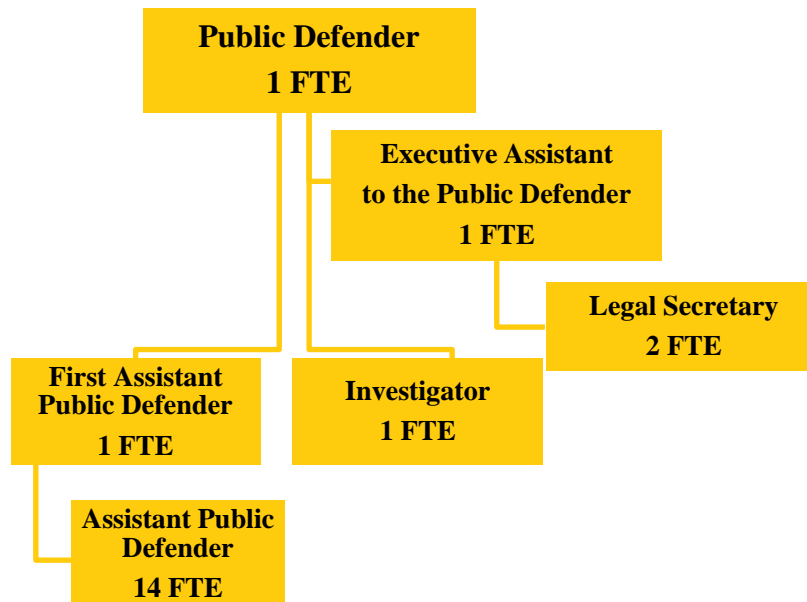 Public Defender
1 FTE
Executive Assistant
to the Public Defender
1 FTE
Legal Secretary
2 FTE
First Assistant
Public Defender
1 FTE
Investigator
1 FTE
Assistant Public
Defender
14 FTE